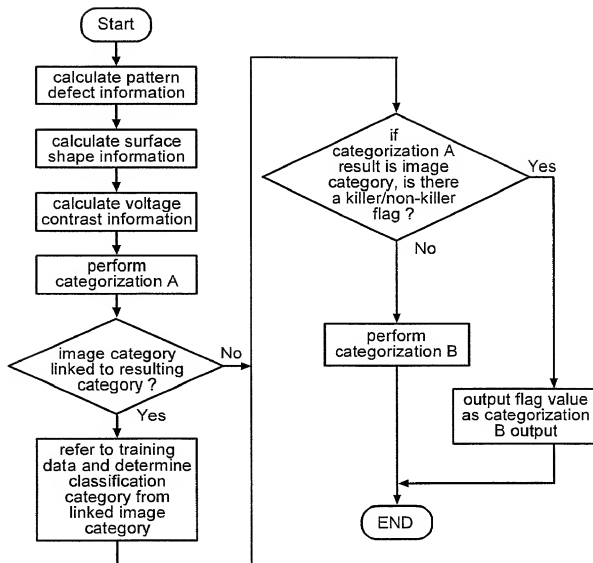 Start
calculate pattern
defect information
calculate surface
shape information
calculate voltage
contrast information
perform
categorization A
image category
linked to resulting
category ?
No
Yes
refer to training
data and determine
classification
category from
linked image
category
if
categorization A
result is image
category, is there
a killer/non-killer
flag ?
Yes
No
perform
categorization B
output flag value
as categorization
B output
END